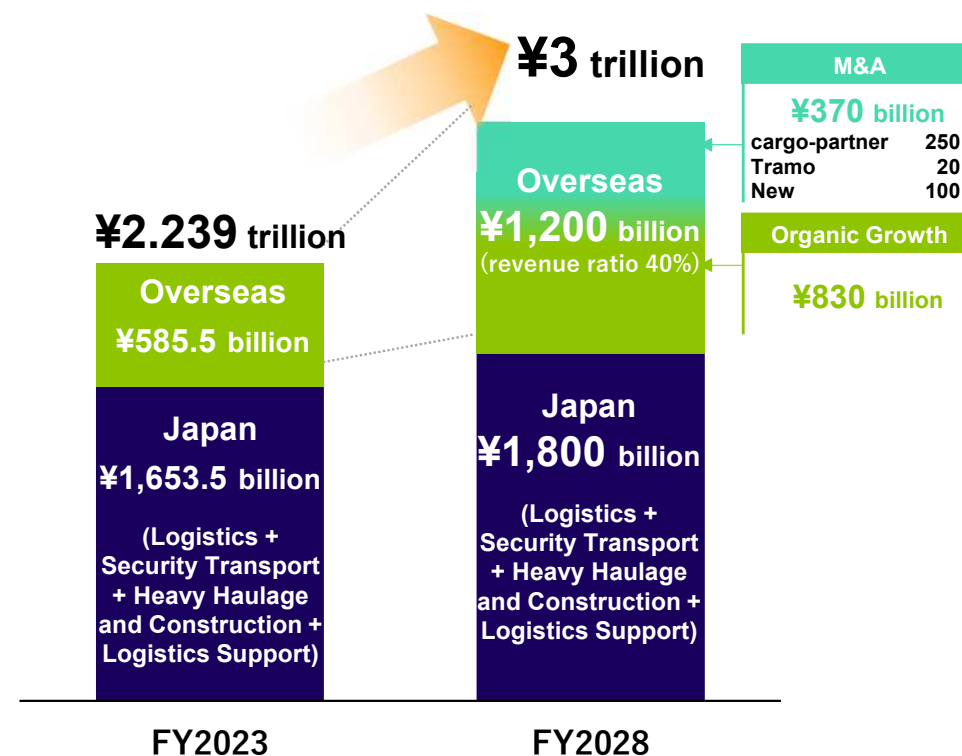 ¥3 trillion
¥2.239 trillion
Overseas
¥585.5 billion
Japan
¥1,653.5 billion
(Logistics +
Security Transport
+ Heavy Haulage
and Construction +
Logistics Support)
FY2023
Overseas
¥1,200 billion
(revenue ratio 40%)
Japan
¥1,800 billion
(Logistics +
Security Transport
+ Heavy Haulage
and Construction +
Logistics Support)
FY2028
M&A
¥370 billion
cargo-partner 250
Tramo 20
New 100
Organic Growth
¥830 billion